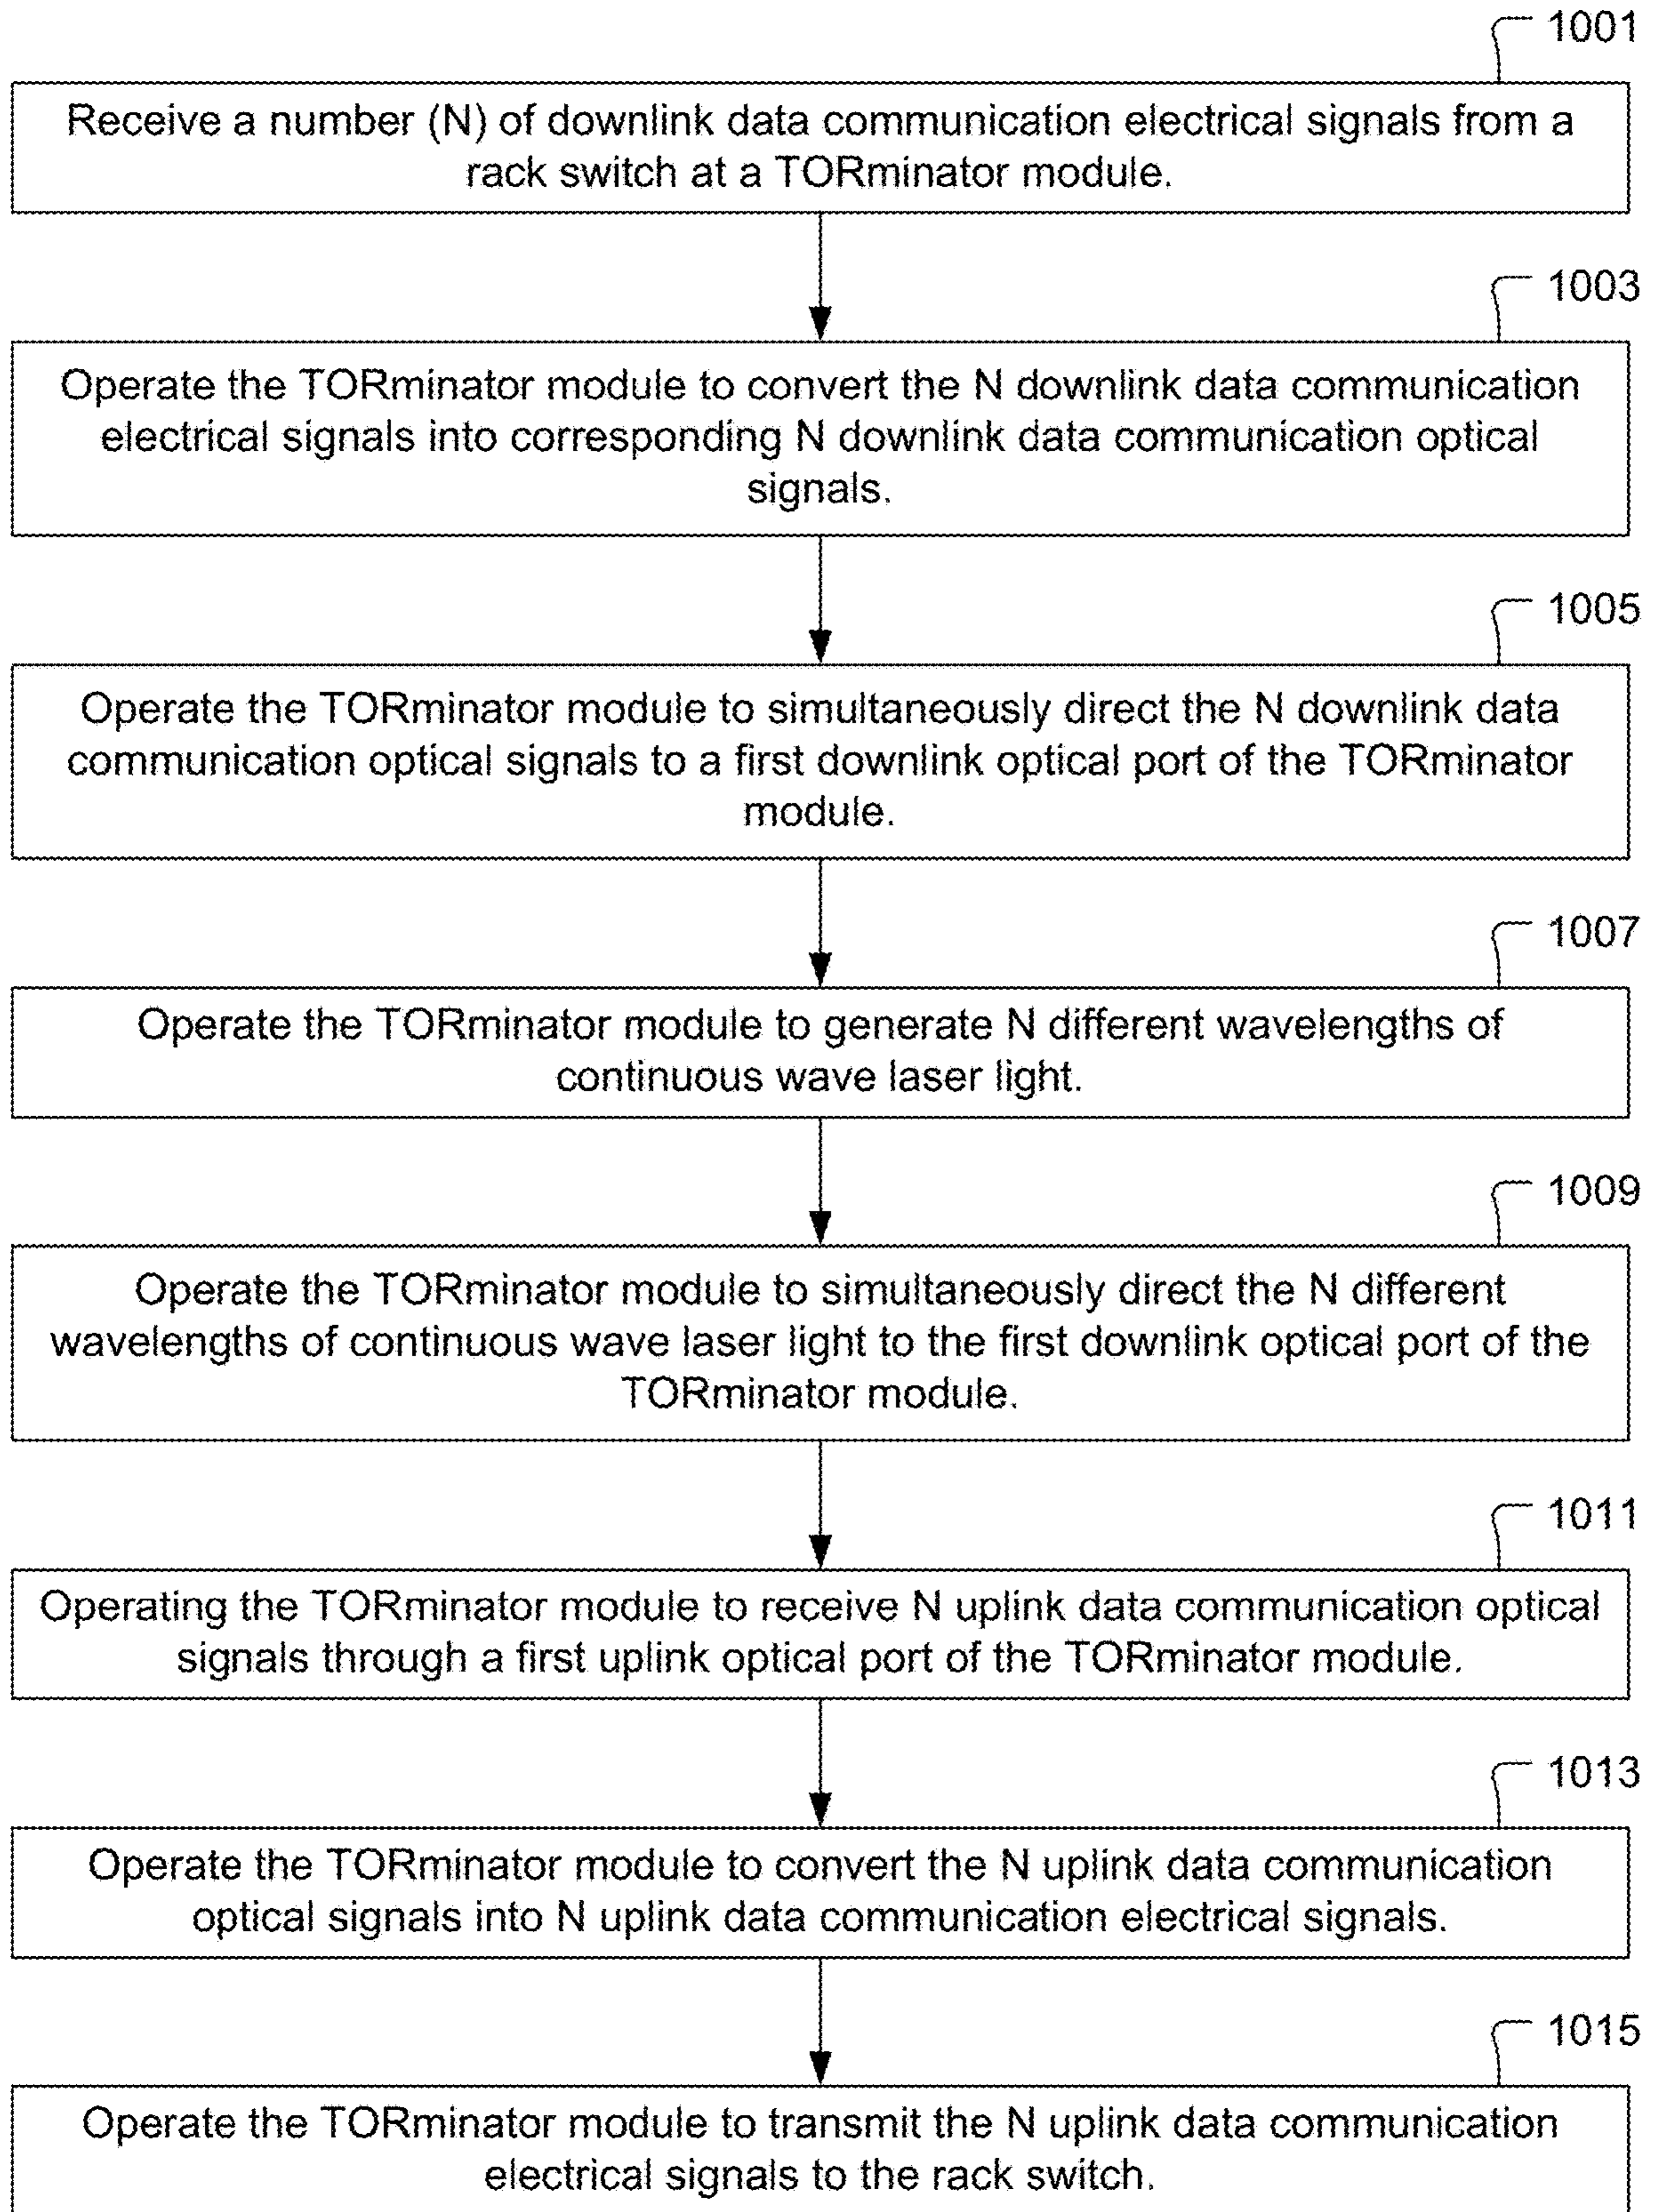 1001
Receive a number (N) of downlink data communication electrical signals from a
rack switch at a TORminator module.
1003
Operate the TORminator module to convert the N downlink data communication
electrical signals into corresponding N downlink data communication optical
signals.
1005
Operate the TORminator module to simultaneously direct the N downlink data
communication optical signals to a first downlink optical port of the TORminator
module.
1007
Operate the TORminator module to generate N different wavelengths of
continuous wave laser light.
1009
Operate the TORminator module to simultaneously direct the N different
wavelengths of continuous wave laser light to the first downlink optical port of the
TORminator module.
1011
Operating the TORminator module to receive N uplink data communication optical
signals through a first uplink optical port of the TORminator module.
1013
Operate the TORminator module to convert the N uplink data communication
optical signals into N uplink data communication electrical signals.
1015
Operate the TORminator module to transmit the N uplink data communication
electrical signals to the rack switch.